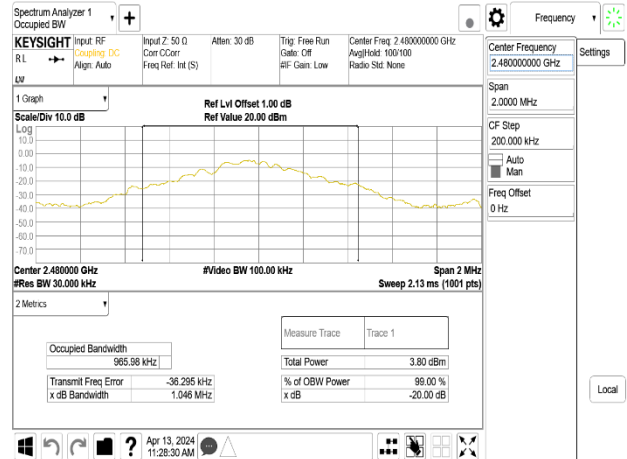 Spectrum Analyzer 1
Occupied BW
Frequency
KEYSIGHT
Input: RF
Coupling: DC
Align: Auto
Input Z: 50 Ω
Corr CCorr
Freq Ref: Int (S)
Atten: 30 dB
Trig: Free Run
Gate: Off
#IF Gain: Low
Center Freq: 2.480000000 GHz
Avg|Hold: 100/100
Radio Std: None
RL
LNI
Center Frequency
2.480000000 GHz
Settings
Span
2.0000 MHz
CF Step
200.000 kHz
Auto
Man
Freq Offset
0 Hz
Local
1 Graph
Scale/Div 10.0 dB
Ref Lvl Offset 1.00 dB
Ref Value 20.00 dBm
Log
10.0
0.00
-10.0
-20.0
-30.0
-40.0
-50.0
-60.0
-70.0
Center 2.480000 GHz
#Res BW 30.000 kHz
#Video BW 100.00 kHz
Span 2 MHz
Sweep 2.13 ms (1001 pts)
2 Metrics
Measure Trace Trace 1
Occupied Bandwidth
965.98 kHz
Total Power 3.80 dBm
Transmit Freq Error -36.295 kHz
% of OBW Power 99.00 %
x dB Bandwidth 1.046 MHz
x dB -20.00 dB
?
Apr 13, 2024
11:28:30 AM